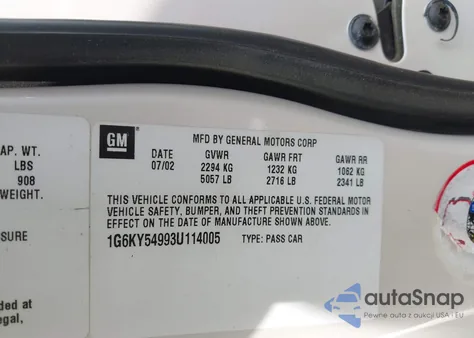 AP. WT.
LBS
908
WEIGHT.
SSURE
ded at
egal,
GM
MFD BY GENERAL MOTORS CORP
DATE GVWR GAWR FRT GAWR RR
07/02 2294 KG 1232 KG 1062 KG
5057 LB 2716 LB 2341 LB
THIS VEHICLE CONFORMS TO ALL APPLICABLE U.S. FEDERAL MOTOR
VEHICLE SAFETY, BUMPER, AND THEFT PREVENTION STANDARDS IN
EFFECT ON THE DATE OF MANUFACTURE SHOWN ABOVE.
1G6KY54993U114005 TYPE: PASS CAR
autoSnap
Pewne auta z aukcji USA i EU